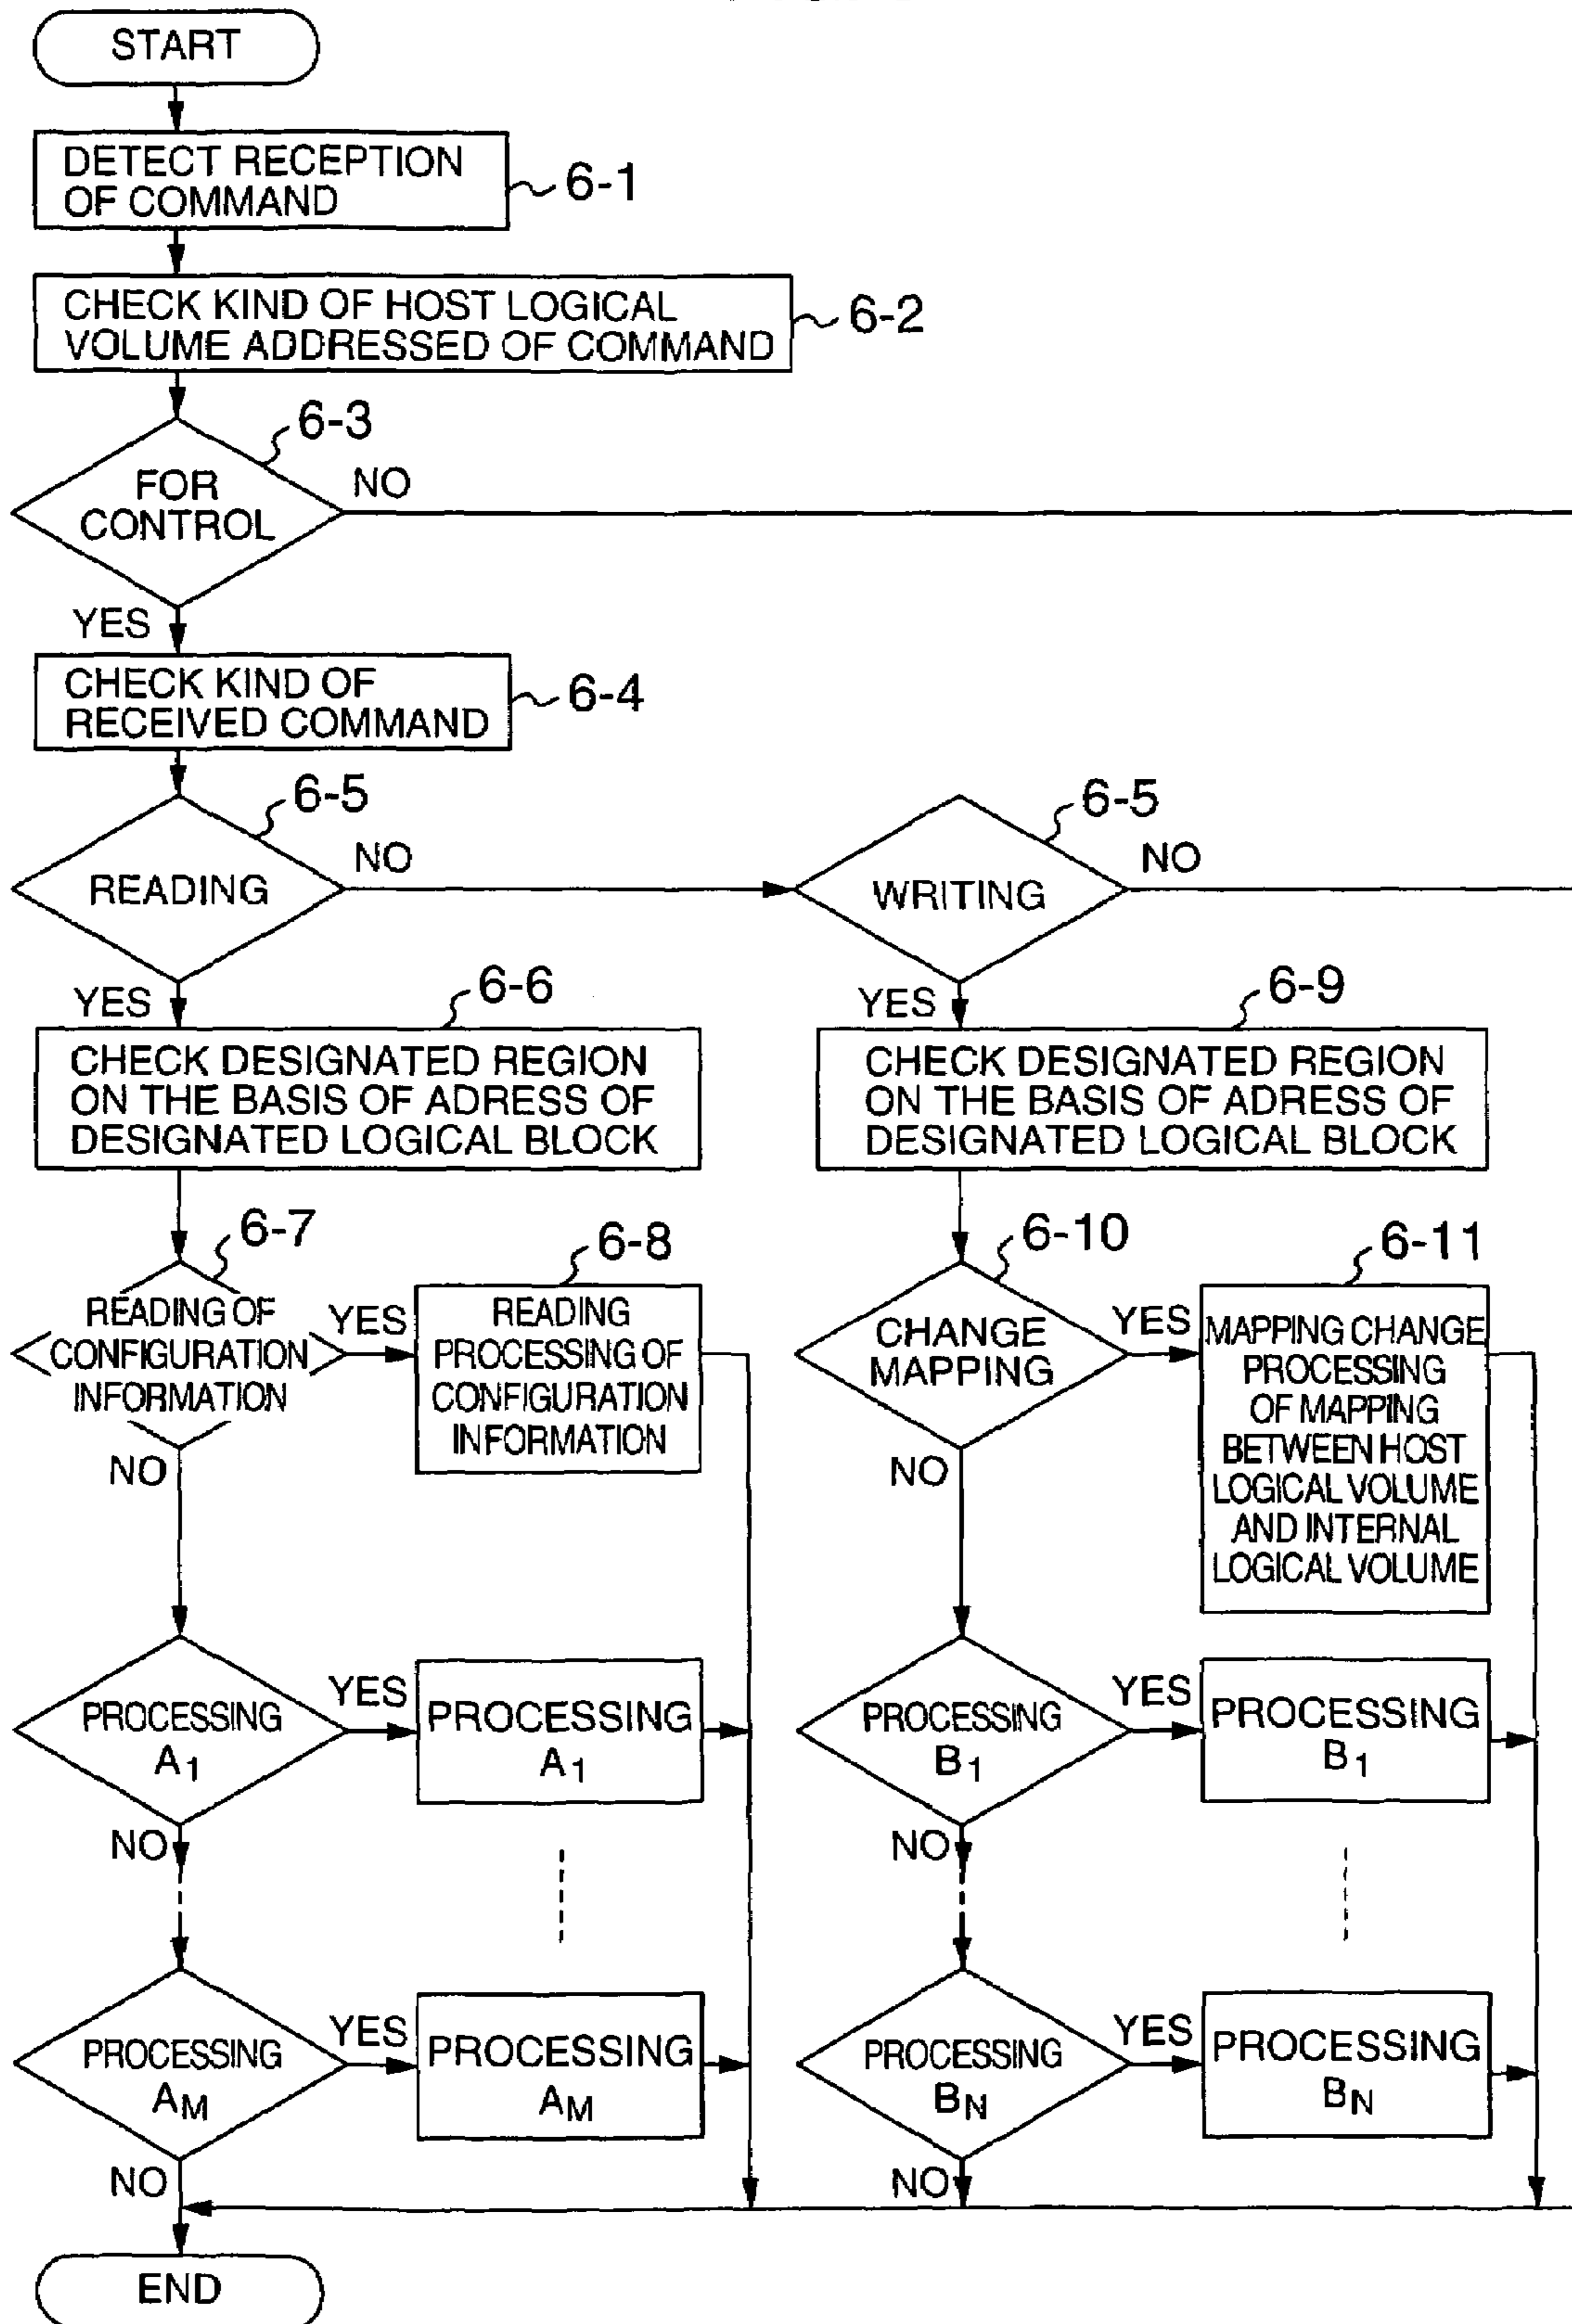 START
DETECT RECEPTION
OF COMMAND
6-1
CHECK KIND OF HOST LOGICAL
VOLUME ADDRESSED OF COMMAND
6-2
6-3
FOR
CONTROL
NO
YES
CHECK KIND OF
RECEIVED COMMAND
6-4
6-5
READING
NO
6-5
WRITING
NO
YES
6-6
CHECK DESIGNATED REGION
ON THE BASIS OF ADRESS OF
DESIGNATED LOGICAL BLOCK
YES
6-9
CHECK DESIGNATED REGION
ON THE BASIS OF ADRESS OF
DESIGNATED LOGICAL BLOCK
6-7
READING OF
CONFIGURATION
INFORMATION
YES
6-8
READING
PROCESSING OF
CONFIGURATION
INFORMATION
NO
6-10
CHANGE
MAPPING
YES
6-11
MAPPING CHANGE
PROCESSING
OF MAPPING
BETWEEN HOST
LOGICAL VOLUME
AND INTERNAL
LOGICAL VOLUME
NO
PROCESSING
A1
YES
PROCESSING
A1
NO
PROCESSING
B1
YES
PROCESSING
B1
NO
PROCESSING
AM
YES
PROCESSING
AM
NO
PROCESSING
BN
YES
PROCESSING
BN
NO
END